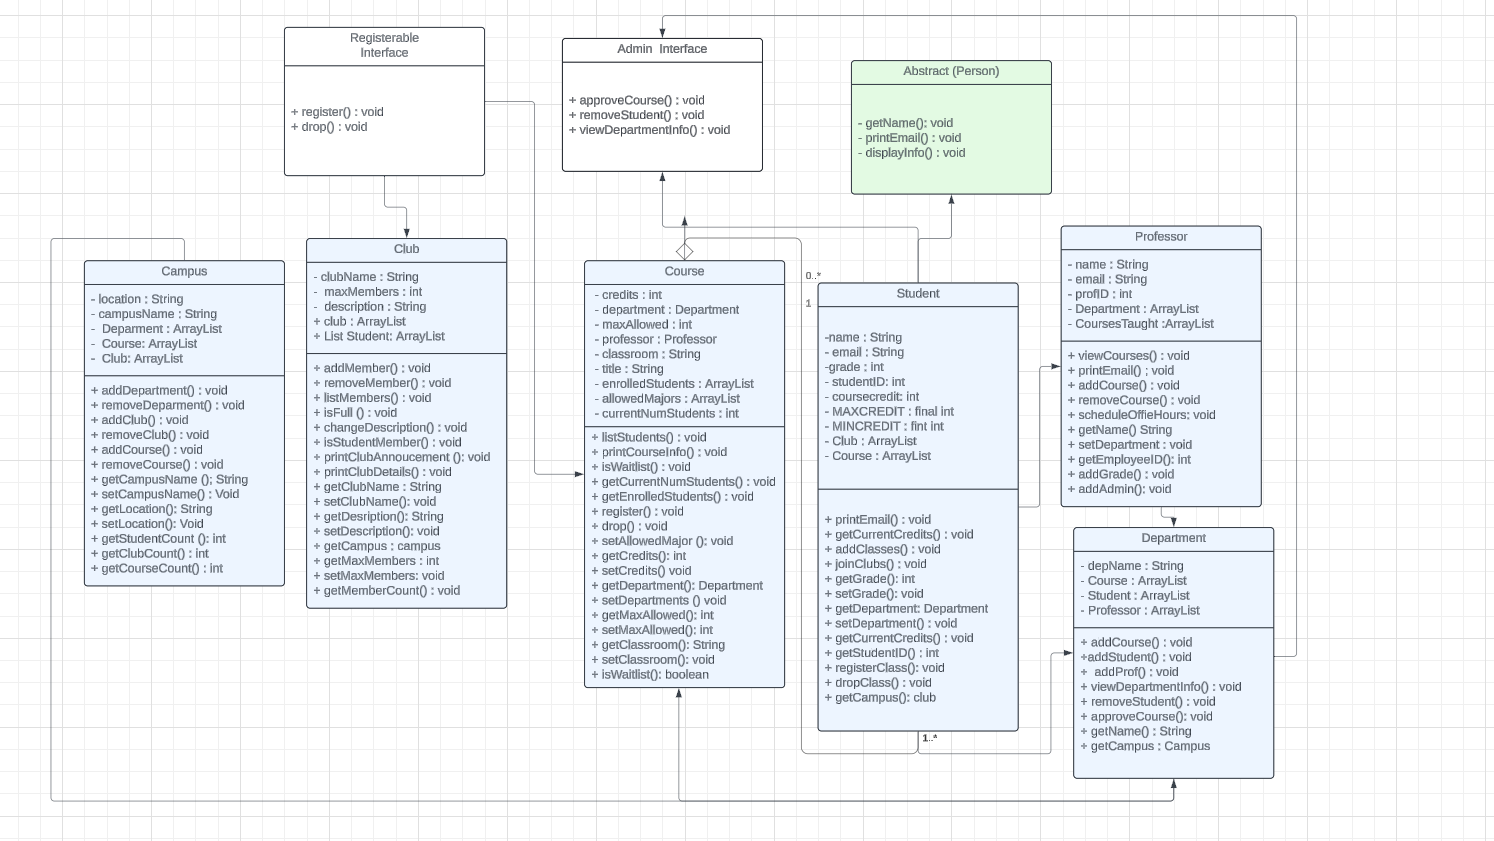 Registerable
Interface
+ register() : void
+ drop() : void
Admin  Interface
+ approveCourse() : void
+ removeStudent() : void
+ viewDepartmentInfo() : void
Abstract (Person)
- getName(): void
- printEmail() : void
- displayInfo() : void
Campus
- location : String
- campusName : String
-  Deparment : ArrayList
-  Course: ArrayList
-  Club: ArrayList
+ addDepartment() : void
+ removeDeparment() : void
+ addClub() : void
+ removeClub() : void
+ addCourse() : void
+ removeCourse() : void
+ getCampusName (); String
+ setCampusName() : Void
+ getLocation(): String
+ setLocation(): Void
+ getStudentCount (): int
+ getClubCount() : int
+ getCourseCount() : int
Club
- clubName : String
-  maxMembers : int
-  description : String
+ club : ArrayList
+ List Student: ArrayList
+ addMember() : void
+ removeMember() : void
+ listMembers() : void
+ isFull () : void
+ changeDescription() : void
+ isStudentMember() : void
+ printClubAnnoucement (): void
+ printClubDetails() : void
+ getClubName : String
+ setClubName(): void
+ getDesription(): String
+ setDescription(): void
+ getCampus : campus
+ getMaxMembers : int
+ setMaxMembers: void
+ getMemberCount() : void
Course
- credits : int
- department : Department
- maxAllowed : int
- professor : Professor
- classroom : String
- title : String
- enrolledStudents : ArrayList
- allowedMajors : ArrayList
- currentNumStudents : int
+ listStudents() : void
+ printCourseInfo() : void
+ isWaitlist() : void
+ getCurrentNumStudents() : void
+ getEnrolledStudents() : void
+ register() : void
+ drop() : void
+ setAllowedMajor (): void
+ getCredits(): int
+ setCredits() void
+ getDepartment(): Department
+ setDepartments () void
+ getMaxAllowed(): int
+ setMaxAllowed(): int
+ getClassroom(): String
+ setClassroom(): void
+ isWaitlist(): boolean
0..*
1
Student
-name : String
- email : String
-grade : int
- studentID: int
- coursecredit: int
- MAXCREDIT : final int
- MINCREDIT : fint int
- Club : ArrayList
- Course : ArrayList
+ printEmail() : void
+ getCurrentCredits() : void
+ addClasses() : void
+ joinClubs() : void
+ getGrade(): int
+ setGrade(): void
+ getDepartment: Department
+ setDepartment() : void
+ getCurrentCredits() : void
+ getStudentID() : int
+ registerClass(): void
+ dropClass() : void
+ getCampus(): club
1..*
Professor
- name : String
- email : String
- profID : int
- Department : ArrayList
- CoursesTaught :ArrayList
+ viewCourses() : void
+ printEmail() ; void
+ addCourse() : void
+ removeCourse() : void
+ scheduleOffieHours: void
+ getName() String
+ setDepartment : void
+ getEmployeeID(): int
+ addGrade() : void
+ addAdmin(): void
Department
- depName : String
- Course : ArrayList
- Student : ArrayList
- Professor : ArrayList
+ addCourse() : void
+addStudent() : void
+  addProf() : void
+ viewDepartmentInfo() : void
+ removeStudent() : void
+ approveCourse(): void
+ getName() : String
+ getCampus : Campus